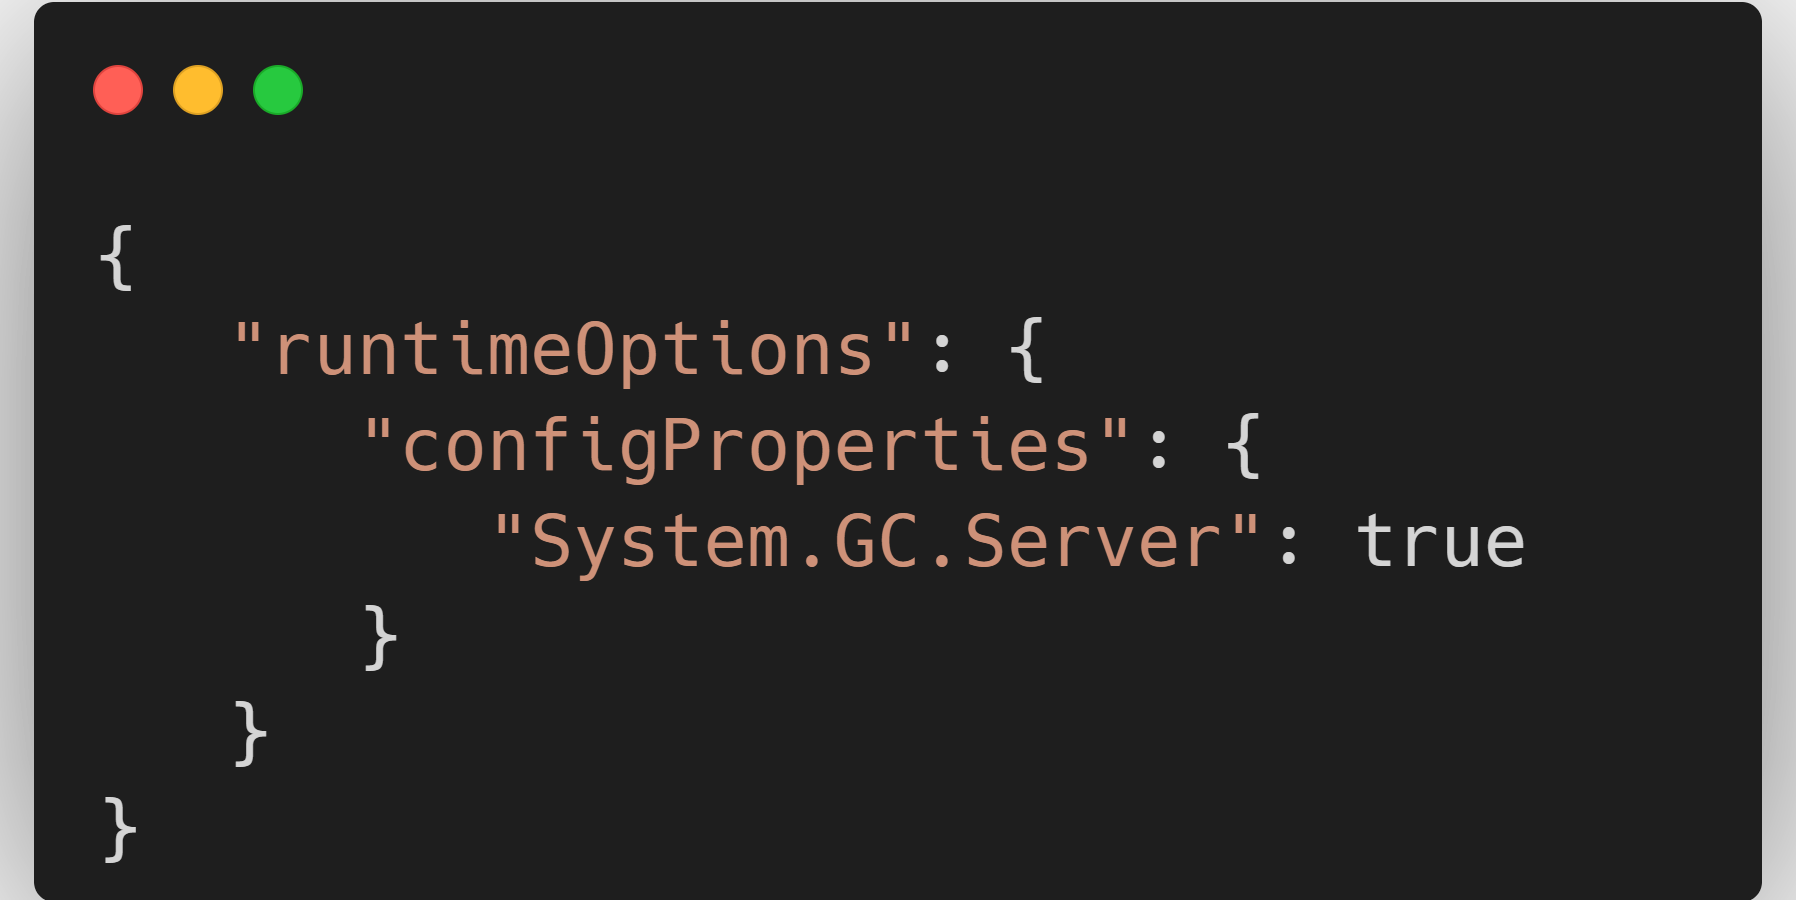 {
   "runtimeOptions": {
      "configProperties": {
         "System.GC.Server": true
      }
   }
}